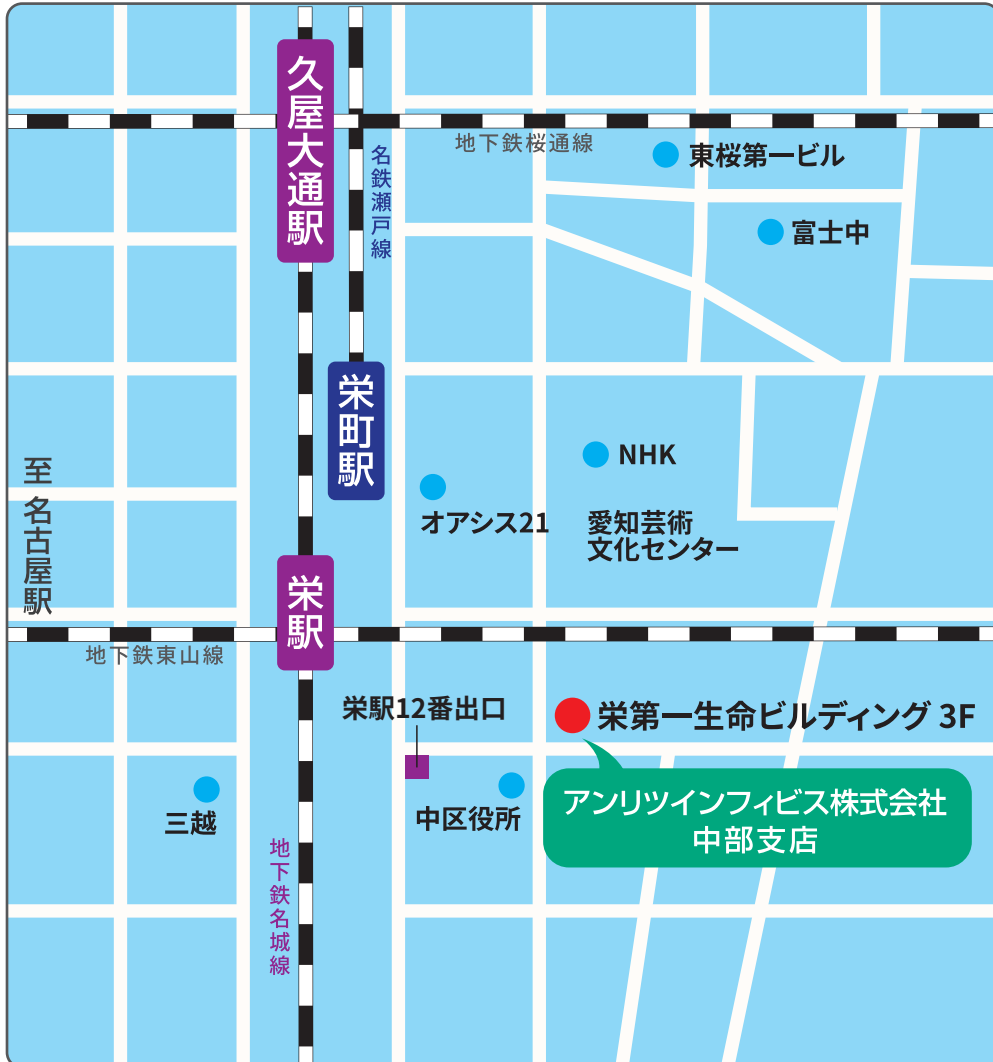 久屋大通駅
地下鉄桜通線
名鉄瀬戸線
東桜第一ビル
富士中
栄町駅
NHK
至 名古屋駅
オアシス21
愛知芸術
文化センター
栄駅
地下鉄東山線
栄駅12番出口
栄第一生命ビルディング 3F
三越
中区役所
アンリツインフィビス株式会社
中部支店
地下鉄名城線